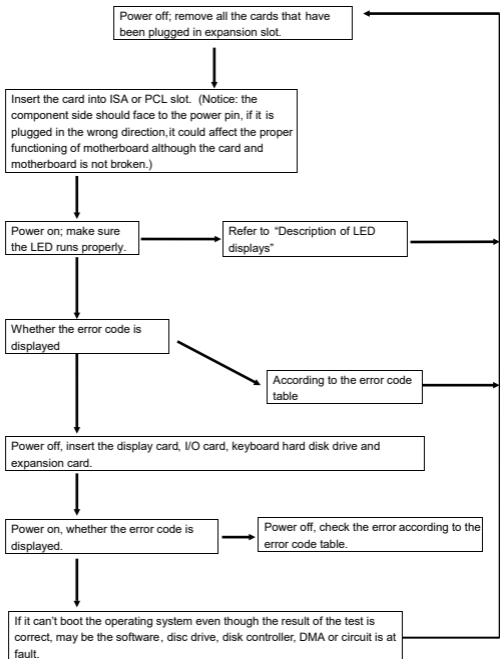 Power off; remove all the cards that have
been plugged in expansion slot.
Insert the card into ISA or PCL slot. (Notice: the
component side should face to the power pin, if it is
plugged in the wrong direction, it could affect the proper
functioning of motherboard although the card and
motherboard is not broken.)
Power on; make sure
the LED runs properly.
Refer to “Description of LED
displays”
Whether the error code is
displayed
According to the error code
table
Power off, insert the display card, I/O card, keyboard hard disk drive and
expansion card.
Power on, whether the error code is
displayed.
Power off, check the error according to the
error code table.
If it can’t boot the operating system even though the result of the test is
correct, may be the software, disc drive, disk controller, DMA or circuit is at
fault.